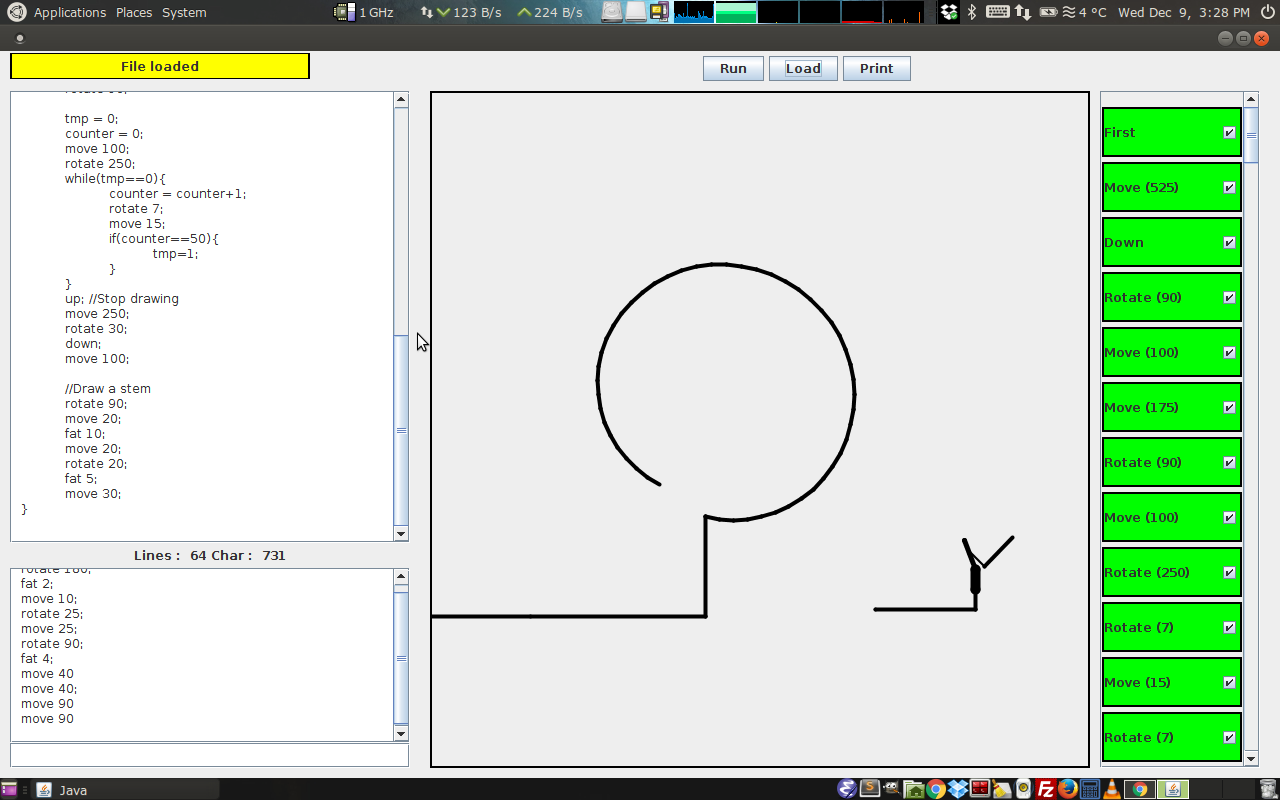 Applications Places System 1 GHz 123 B/s 224 B/s 4 °C Wed Dec 9, 3:28 PM
File loaded
Run Load Print
tmp = 0;
counter = 0;
move 100;
rotate 250;
while(tmp==0){
counter = counter+1;
rotate 7;
move 15;
if(counter==50){
tmp=1;
}
}
up; //Stop drawing
move 250;
rotate 30;
down;
move 100;
//Draw a stem
rotate 90;
move 20;
fat 10;
move 20;
rotate 20;
fat 5;
move 30;
}
Lines : 64 Char : 731
rotate 180;
fat 2;
move 10;
rotate 25;
move 25;
rotate 90;
fat 4;
move 40
move 40;
move 90
move 90
First
Move (525)
Down
Rotate (90)
Move (100)
Move (175)
Rotate (90)
Move (100)
Rotate (250)
Rotate (7)
Move (15)
Rotate (7)
Java